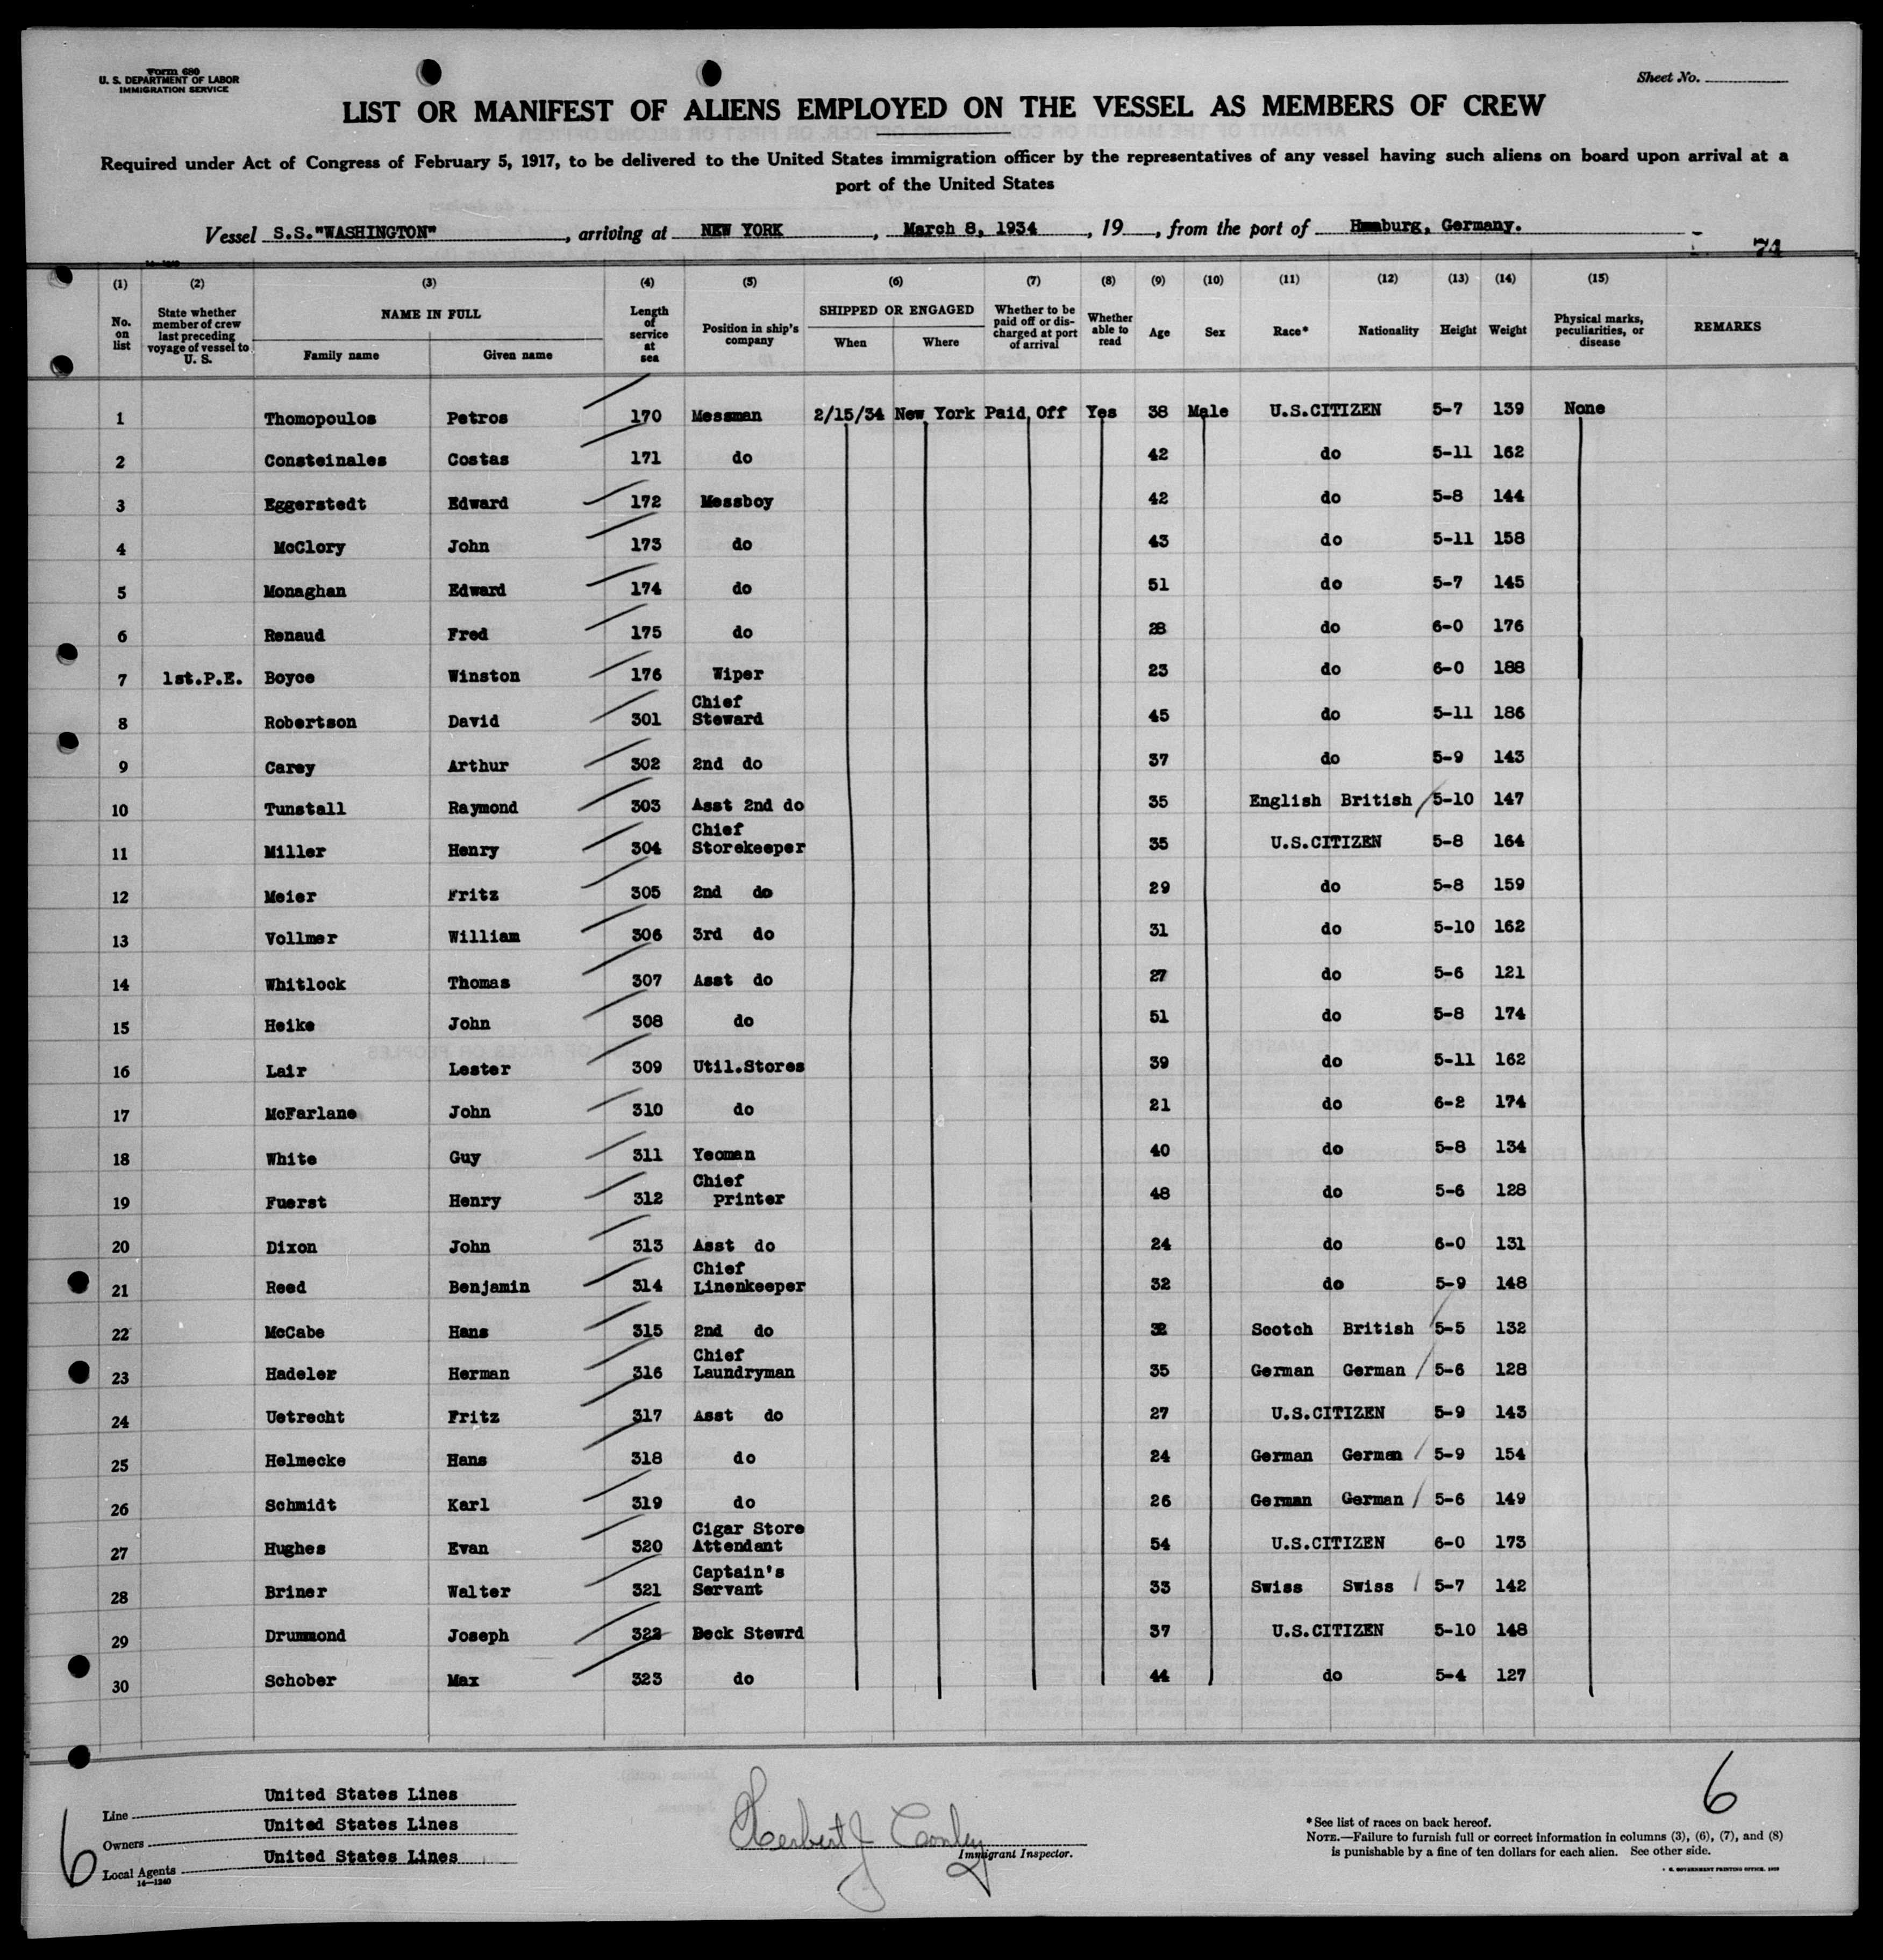 Form 680
U. S. DEPARTMENT OF LABOR
IMMIGRATION SERVICE
Sheet No.
LIST OR MANIFEST OF ALIENS EMPLOYED ON THE VESSEL AS MEMBERS OF CREW
Required under Act of Congress of February 5, 1917, to be delivered to the United States immigration officer by the representatives of any vessel having such aliens on board upon arrival at a
port of the United States
Vessel S.S."WASHINGTON", arriving at NEW YORK, March 8, 1934, 19, from the port of Hamburg, Germany.
74
(1) (2) (3) (4) (5) (6) (7) (8) (9) (10) (11) (12) (13) (14) (15)
No. on list State whether member of crew last preceding voyage of vessel to U. S. NAME IN FULL Family name Given name Length of service at sea Position in ship's company SHIPPED OR ENGAGED When Where Whether to be paid off or discharged at port of arrival Whether able to read Age Sex Race* Nationality Height Weight Physical marks, peculiarities, or disease REMARKS
1 Thomopoulos Petros 170 Messman 2/15/34 New York Paid Off Yes 38 Male U.S.CITIZEN 5-7 139 None
2 Consteinales Costas 171 do 42 do 5-11 162
3 Eggerstedt Edward 172 Messboy 42 do 5-8 144
4 McClory John 173 do 43 do 5-11 158
5 Monaghan Edward 174 do 51 do 5-7 145
6 Renaud Fred 175 do 28 do 6-0 176
7 1st.P.E. Boyce Winston 176 Wiper 23 do 6-0 188
8 Robertson David 301 Chief Steward 45 do 5-11 186
9 Carey Arthur 302 2nd do 37 do 5-9 143
10 Tunstall Raymond 303 Asst 2nd do 35 English British 5-10 147
11 Miller Henry 304 Chief Storekeeper 35 U.S.CITIZEN 5-8 164
12 Meier Fritz 305 2nd do 29 do 5-8 159
13 Vollmer William 306 3rd do 31 do 5-10 162
14 Whitlock Thomas 307 Asst do 27 do 5-6 121
15 Heike John 308 do 51 do 5-8 174
16 Lair Lester 309 Util.Stores 39 do 5-11 162
17 McFarlane John 310 do 21 do 6-2 174
18 White Guy 311 Yeoman 40 do 5-8 134
19 Fuerst Henry 312 Chief Printer 48 do 5-6 128
20 Dixon John 313 Asst do 24 do 6-0 131
21 Reed Benjamin 314 Chief Linenkeeper 32 do 5-9 148
22 McCabe Hans 315 2nd do 32 Scotch British 5-5 132
23 Hadeler Herman 316 Chief Laundryman 35 German German 5-6 128
24 Uetrecht Fritz 317 Asst do 27 U.S.CITIZEN 5-9 143
25 Helmecke Hans 318 do 24 German German 5-9 154
26 Schmidt Karl 319 do 26 German German 5-6 149
27 Hughes Evan 320 Cigar Store Attendant 54 U.S.CITIZEN 6-0 173
28 Briner Walter 321 Captain's Servant 33 Swiss Swiss 5-7 142
29 Drummond Joseph 322 Deck Stewrd 37 U.S.CITIZEN 5-10 148
30 Schober Max 323 do 44 do 5-4 127
6
Line United States Lines
Owners United States Lines
Local Agents United States Lines
14—1240
6
Herbert J Conley
Immigrant Inspector.
*See list of races on back hereof.
NOTE.—Failure to furnish full or correct information in columns (3), (6), (7), and (8)
is punishable by a fine of ten dollars for each alien. See other side.
GOVERNMENT PRINTING OFFICE